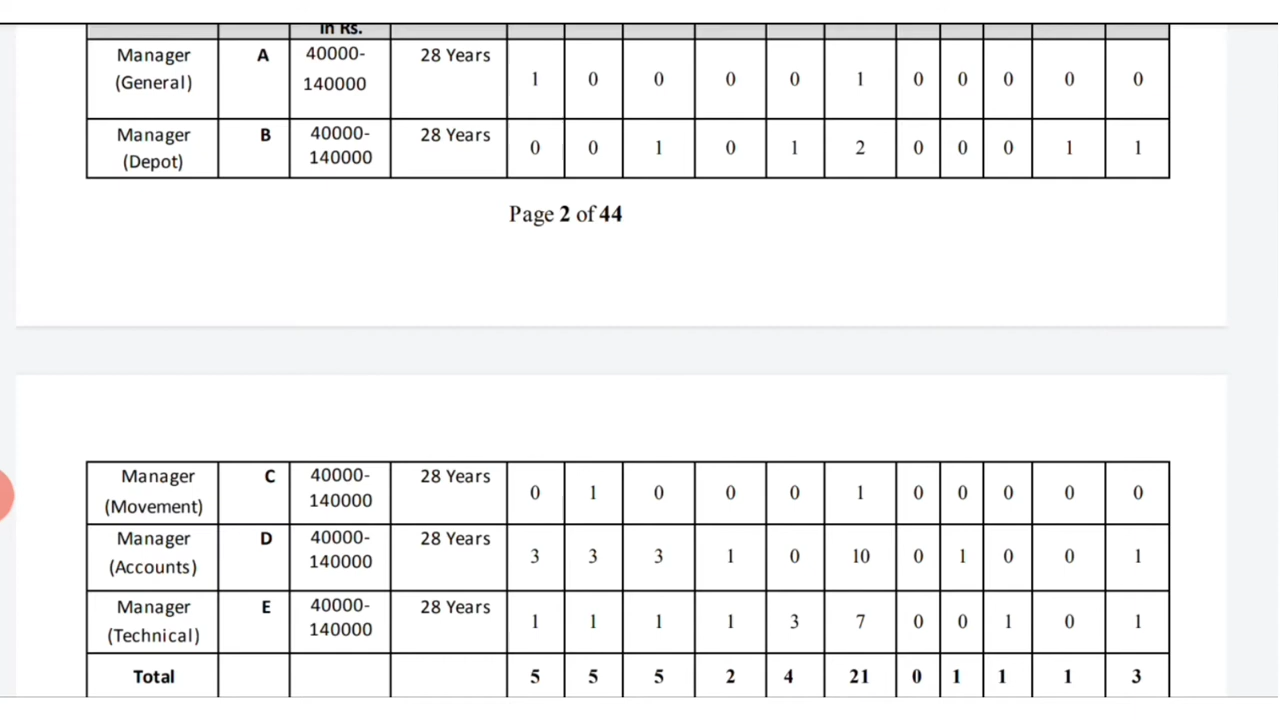 in Rs.
Manager A 40000- 28 Years
(General) 140000 1 0 0 0 0 1 0 0 0 0 0
Manager B 40000- 28 Years
(Depot) 140000 0 0 1 0 1 2 0 0 0 1 1
Page 2 of 44
Manager C 40000- 28 Years
(Movement) 140000 0 1 0 0 0 1 0 0 0 0 0
Manager D 40000- 28 Years
(Accounts) 140000 3 3 3 1 0 10 0 1 0 0 1
Manager E 40000- 28 Years
(Technical) 140000 1 1 1 1 3 7 0 0 1 0 1
Total 5 5 5 2 4 21 0 1 1 1 3